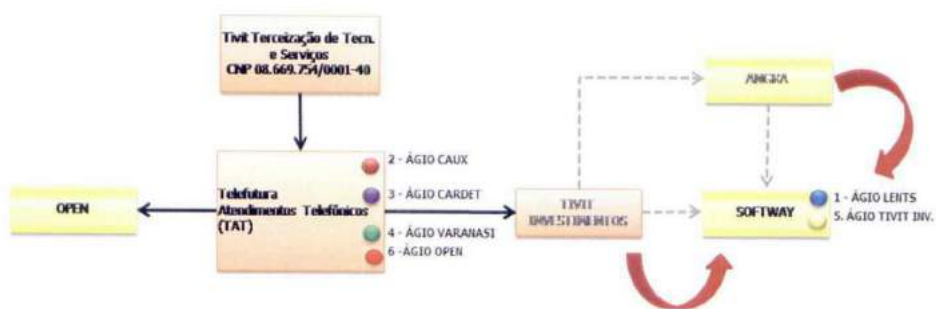 Tivit Terceização de Tecn.
e Serviços
CNP 08.669.754/0001-40
ANGRA
2 - ÁGIO CAUX
3 - ÁGIO CARDET
Telefutura
Atendimentos Telefônicos
(TAT)
4 - ÁGIO VARANASI
6 - ÁGIO OPEN
OPEN
TIVIT
INVESTIMENTOS
SOFTWAY
1 - ÁGIO LENTS
5. ÁGIO TIVIT INV.